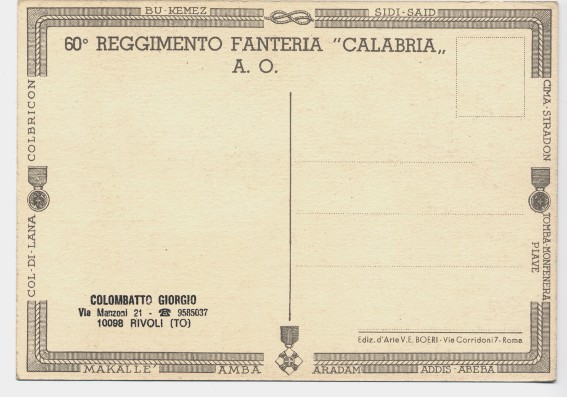 BU-KEMEZ
SIDI-SAID
60° REGGIMENTO FANTERIA "CALABRIA„
A. O.
COLBRICON
COL-DI-LANA
CIMA-STRADON
TOMBA-MONFENERA
PIAVE
COLOMBATTO GIORGIO
Via Manzoni 21 - ☎ 9585037
10098 RIVOLI (TO)
Ediz. d'Arte V. E. BOERI - Via Corridoni 7 - Roma
MAKALLE'
AMBA
ARADAM
ADDIS-ABEBA